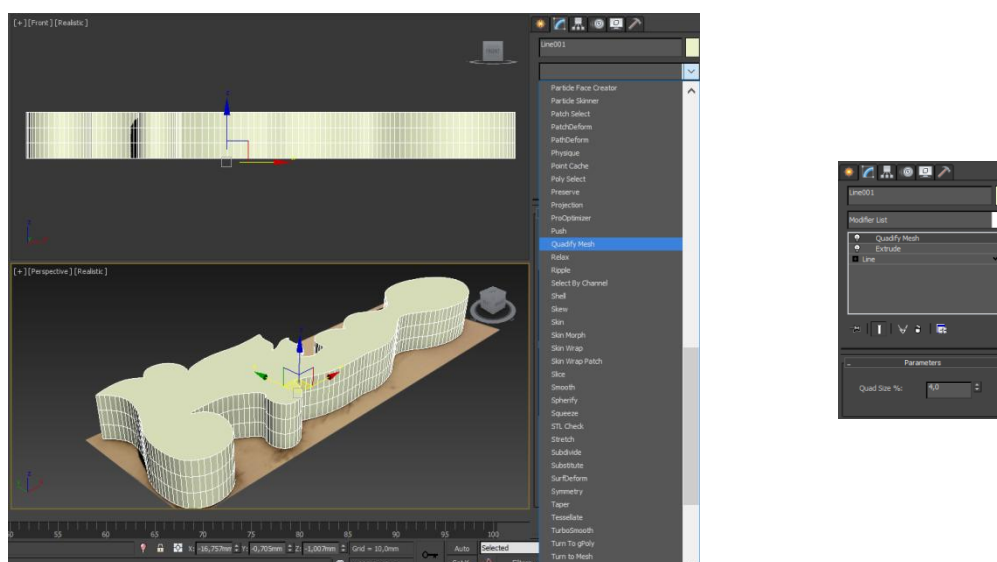 [+][Front][Realistic]
[+][Perspective][Realistic]
50 55 60 65 70 75 80 85 90 95 100
X: -16,757mm Y: -0,705mm Z: -1,007mm Grid = 10,0mm
Auto Selected
Line001
Particle Face Creator
Particle Skinner
Patch Select
PatchDeform
PathDeform
Physique
Point Cache
Poly Select
Preserve
Projection
ProOptimizer
Push
Quadify Mesh
Relax
Ripple
Select By Channel
Shell
Skew
Skin
Skin Morph
Skin Wrap
Skin Wrap Patch
Slice
Smooth
Spherify
Squeeze
STL Check
Stretch
Subdivide
Substitute
SurfDeform
Symmetry
Taper
Tessellate
TurboSmooth
Turn To gPoly
Turn to Mesh
Line001
Modifier List
Quadify Mesh
Extrude
Line
Parameters
Quad Size %: 4,0